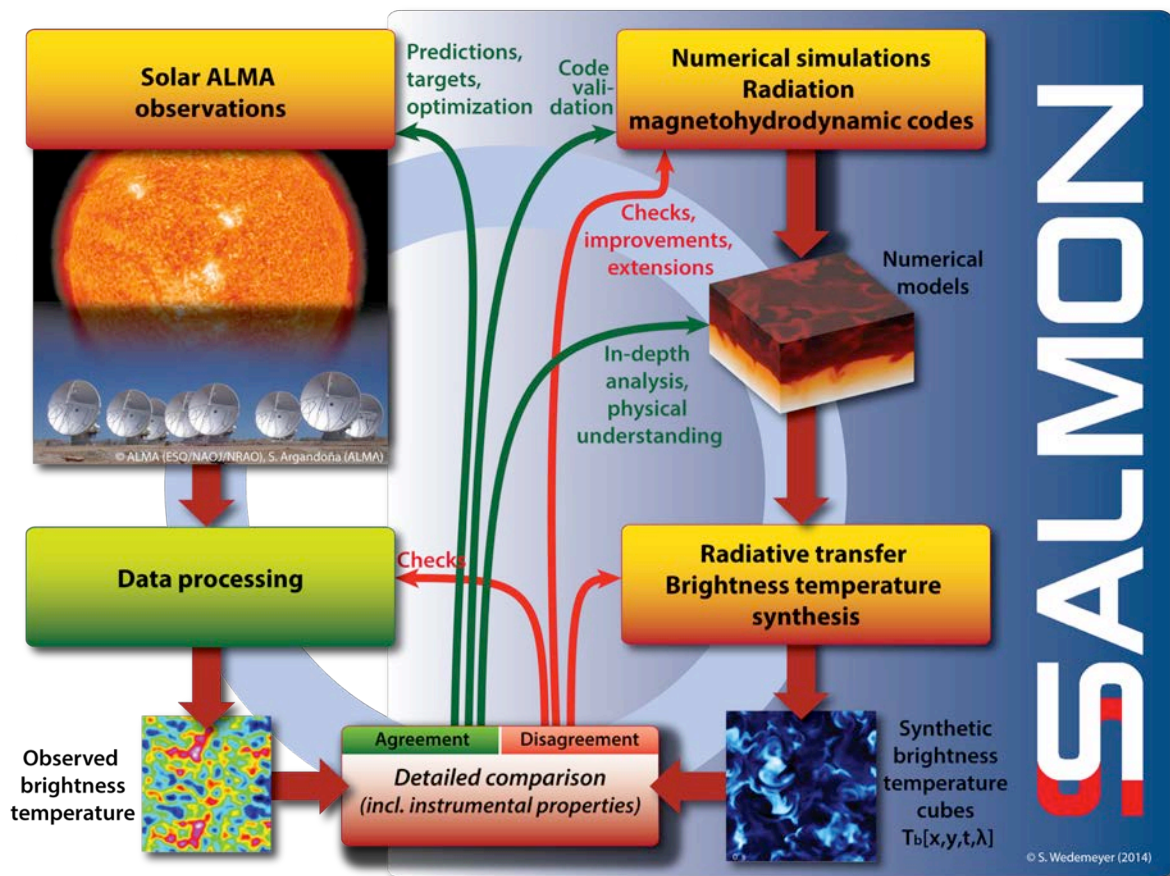 Solar ALMA
observations
© ALMA (ESO/NAOJ/NRAO), S. Argandoña (ALMA)
Data processing
Observed
brightness
temperature
Predictions,
targets,
optimization
Code
vali-
dation
Numerical simulations
Radiation
magnetohydrodynamic codes
Checks,
improvements,
extensions
Numerical
models
In-depth
analysis,
physical
understanding
Checks
Radiative transfer
Brightness temperature
synthesis
Agreement
Disagreement
Detailed comparison
(incl. instrumental properties)
Synthetic
brightness
temperature
cubes
Tb[x,y,t,λ]
SALMON
© S. Wedemeyer (2014)